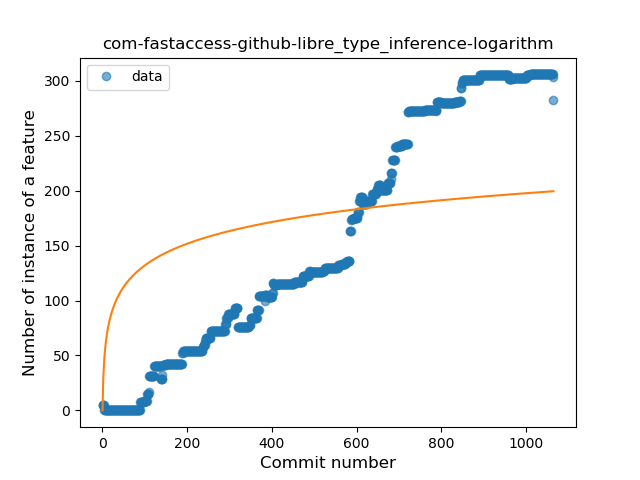 com-fastaccess-github-libre_type_inference-logarithm
data
Number of instance of a feature
300
250
200
150
100
50
0
0 200 400 600 800 1000
Commit number